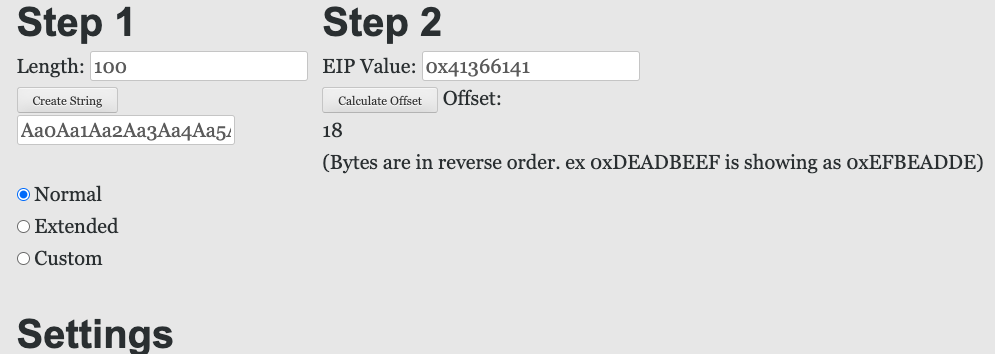 Step 1
Length: 100
Create String
Aa0Aa1Aa2Aa3Aa4Aa5
Normal
Extended
Custom
Step 2
EIP Value: 0x41366141
Calculate Offset Offset:
18
(Bytes are in reverse order. ex 0xDEADBEEF is showing as 0xEFBEADDE)
Settings